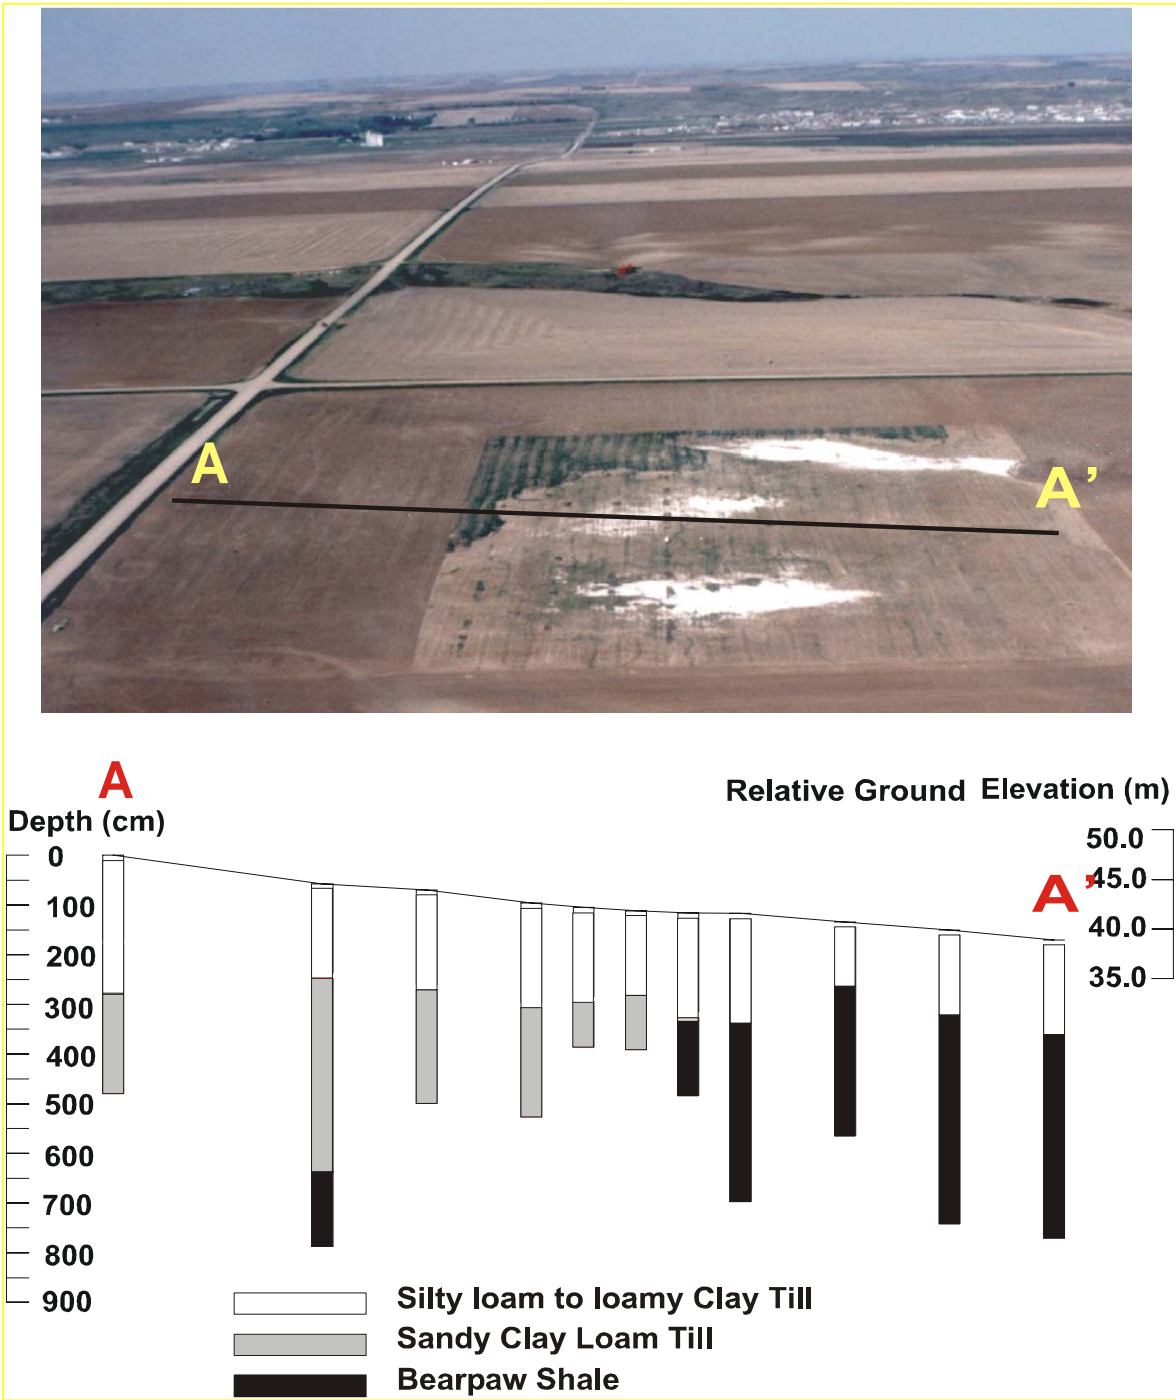 A
A’
A
Depth (cm)
Relative Ground Elevation (m)
50.0
45.0
40.0
35.0
A’
0
100
200
300
400
500
600
700
800
900
Silty loam to loamy Clay Till
Sandy Clay Loam Till
Bearpaw Shale